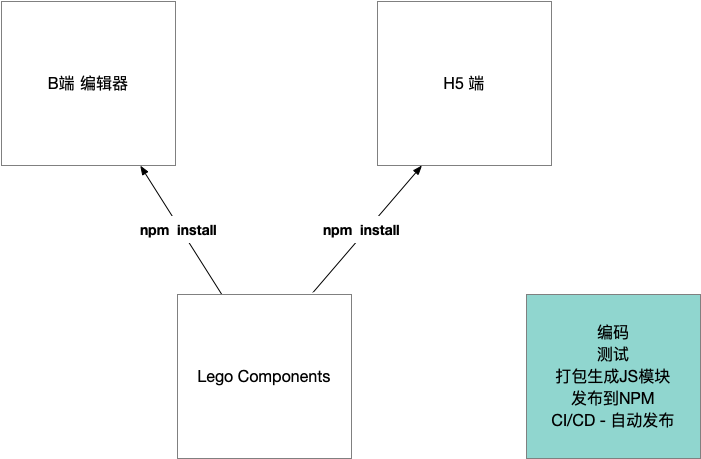 B端 编辑器
H5 端
npm install
npm install
Lego Components
编码
测试
打包生成JS模块
发布到NPM
CI/CD - 自动发布